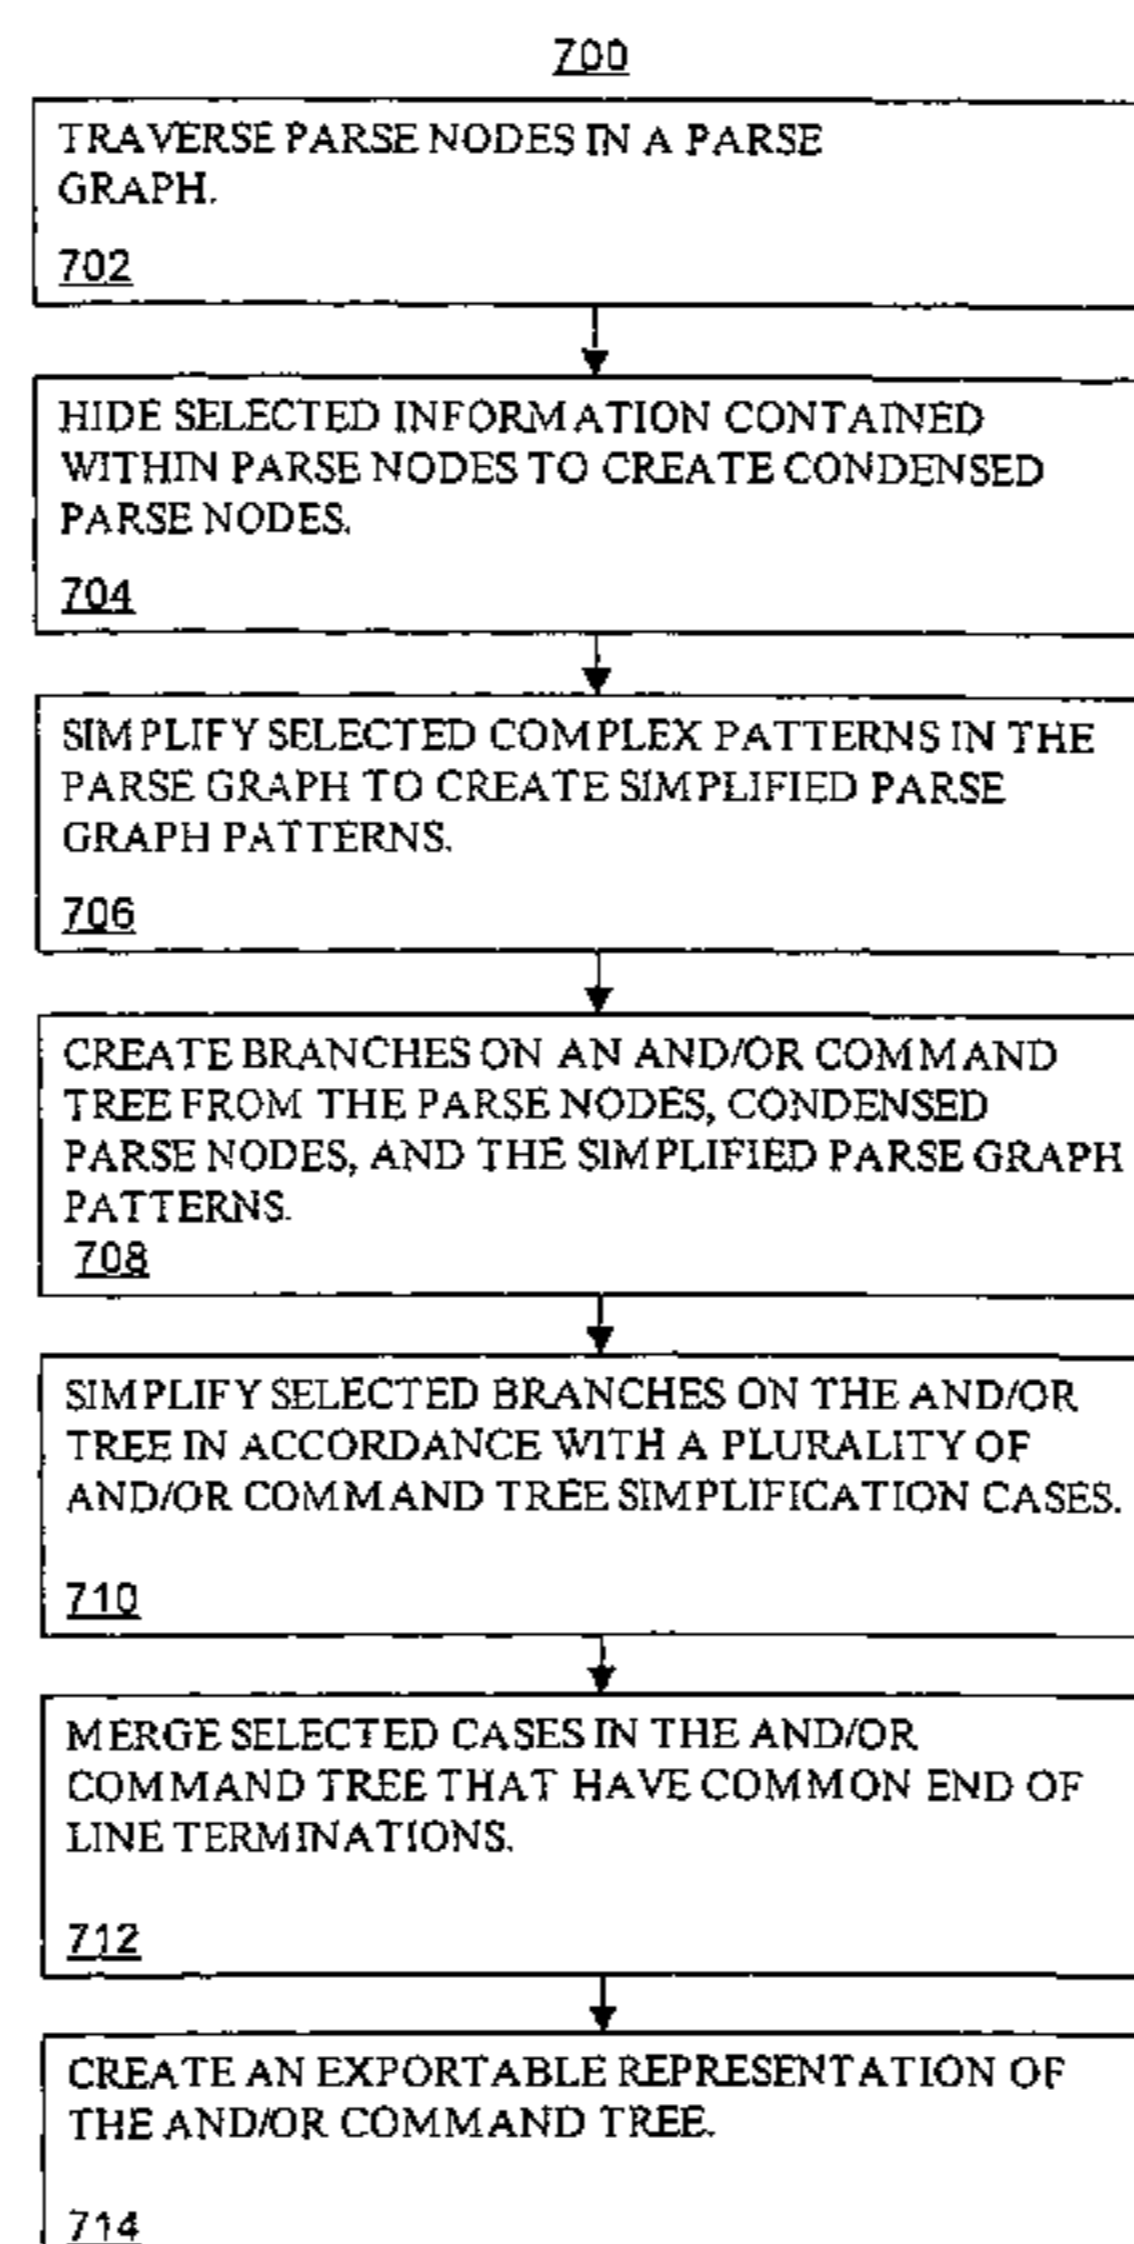 700
TRAVERSE PARSE NODES IN A PARSE
GRAPH.
702
HIDE SELECTED INFORMATION CONTAINED
WITHIN PARSE NODES TO CREATE CONDENSED
PARSE NODES.
704
SIMPLIFY SELECTED COMPLEX PATTERNS IN THE
PARSE GRAPH TO CREATE SIMPLIFIED PARSE
GRAPH PATTERNS.
706
CREATE BRANCHES ON AN AND/OR COMMAND
TREE FROM THE PARSE NODES, CONDENSED
PARSE NODES, AND THE SIMPLIFIED PARSE GRAPH
PATTERNS.
708
SIMPLIFY SELECTED BRANCHES ON THE AND/OR
TREE IN ACCORDANCE WITH A PLURALITY OF
AND/OR COMMAND TREE SIMPLIFICATION CASES.
710
MERGE SELECTED CASES IN THE AND/OR
COMMAND TREE THAT HAVE COMMON END OF
LINE TERMINATIONS.
712
CREATE AN EXPORTABLE REPRESENTATION OF
THE AND/OR COMMAND TREE.
714